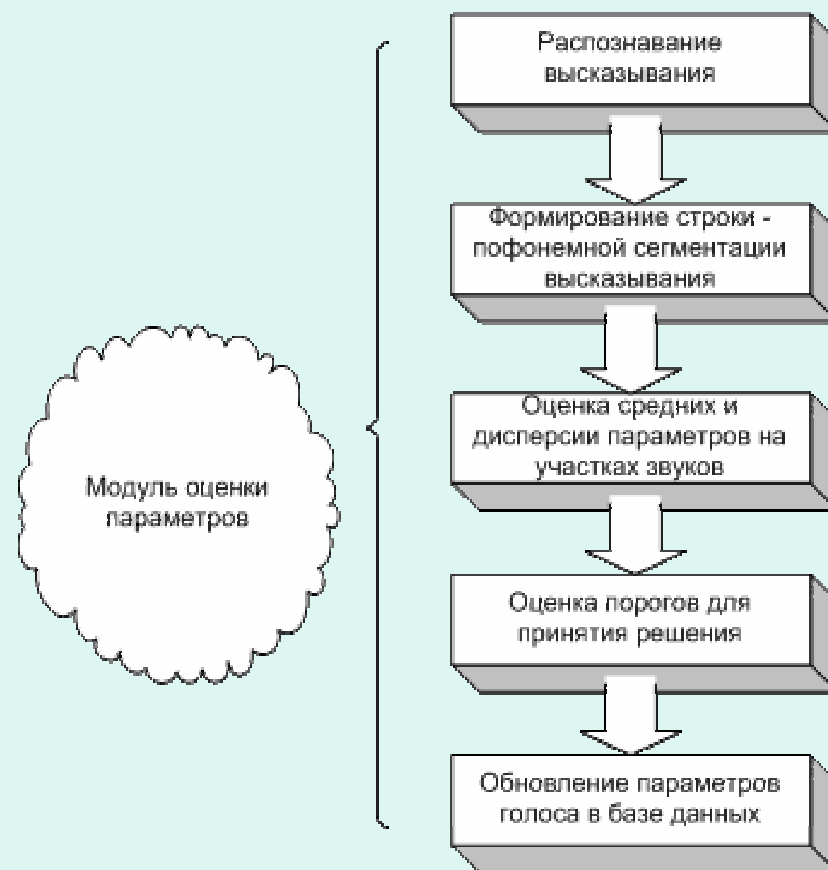 Распознавание
высказывания
Формирование строки -
пофонемной сегментации
высказывания
Оценка средних и
дисперсии параметров на
участках звуков
Модуль оценки
параметров
Оценка порогов для
принятия решения
Обновление параметров
голоса в базе данных